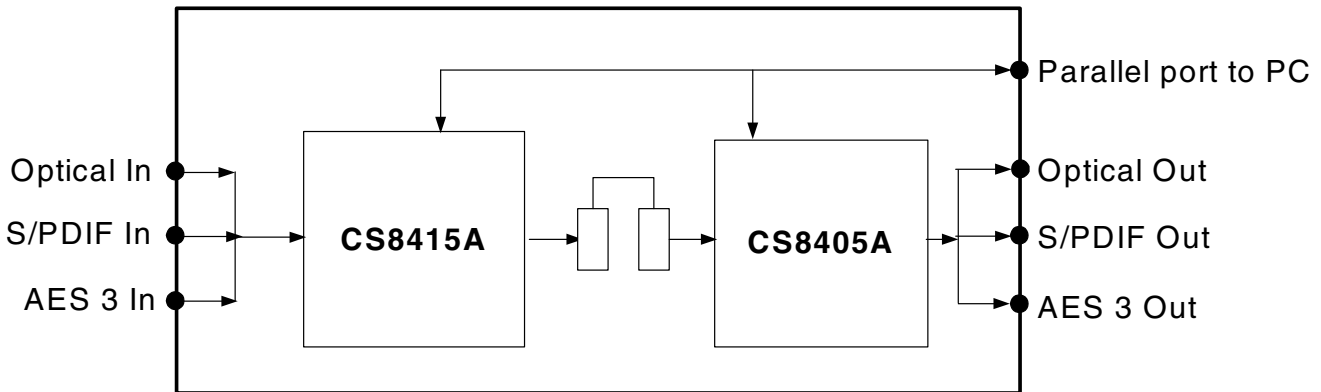 Parallel port to PC
Optical In
S/PDIF In
AES 3 In
CS8415A
CS8405A
Optical Out
S/PDIF Out
AES 3 Out